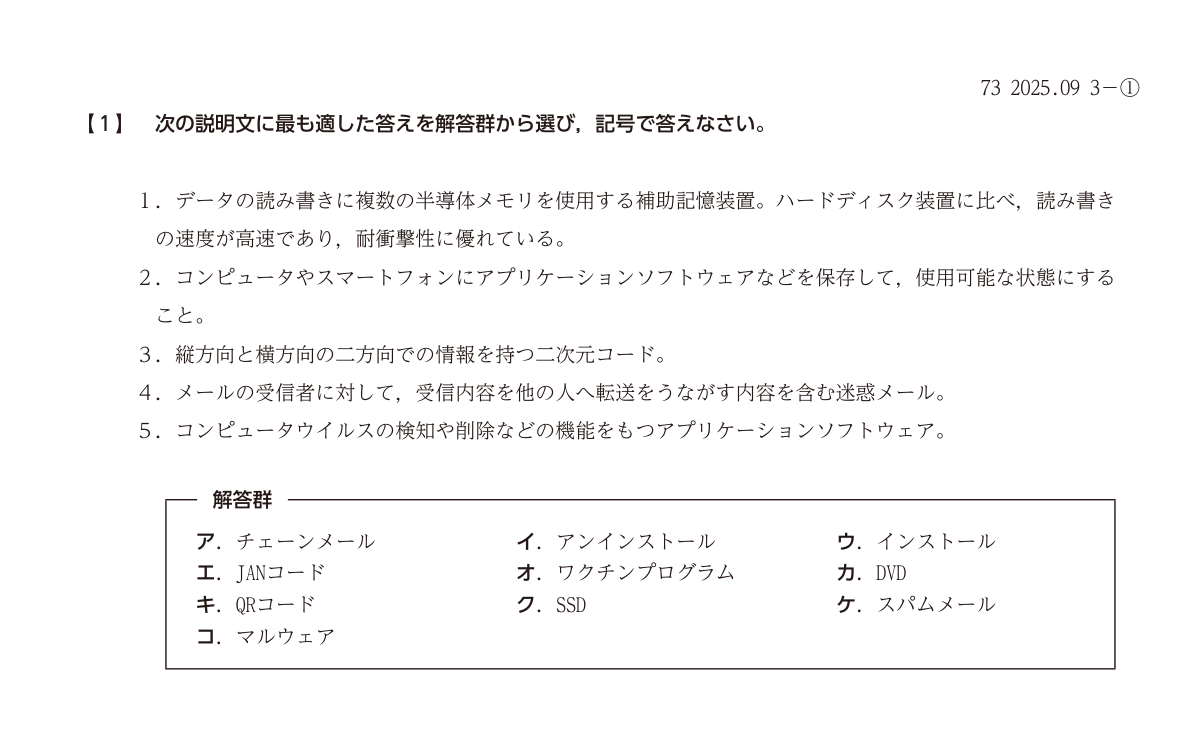 73 2025.09 3－①
【1】 次の説明文に最も適した答えを解答群から選び，記号で答えなさい。
１．データの読み書きに複数の半導体メモリを使用する補助記憶装置。ハードディスク装置に比べ，読み書き
の速度が高速であり，耐衝撃性に優れている。
２．コンピュータやスマートフォンにアプリケーションソフトウェアなどを保存して，使用可能な状態にする
こと。
３．縦方向と横方向の二方向での情報を持つ二次元コード。
４．メールの受信者に対して，受信内容を他の人へ転送をうながす内容を含む迷惑メール。
５．コンピュータウイルスの検知や削除などの機能をもつアプリケーションソフトウェア。
解答群
ア．チェーンメール イ．アンインストール ウ．インストール
エ．JANコード オ．ワクチンプログラム カ．DVD
キ．QRコード ク．SSD ケ．スパムメール
コ．マルウェア